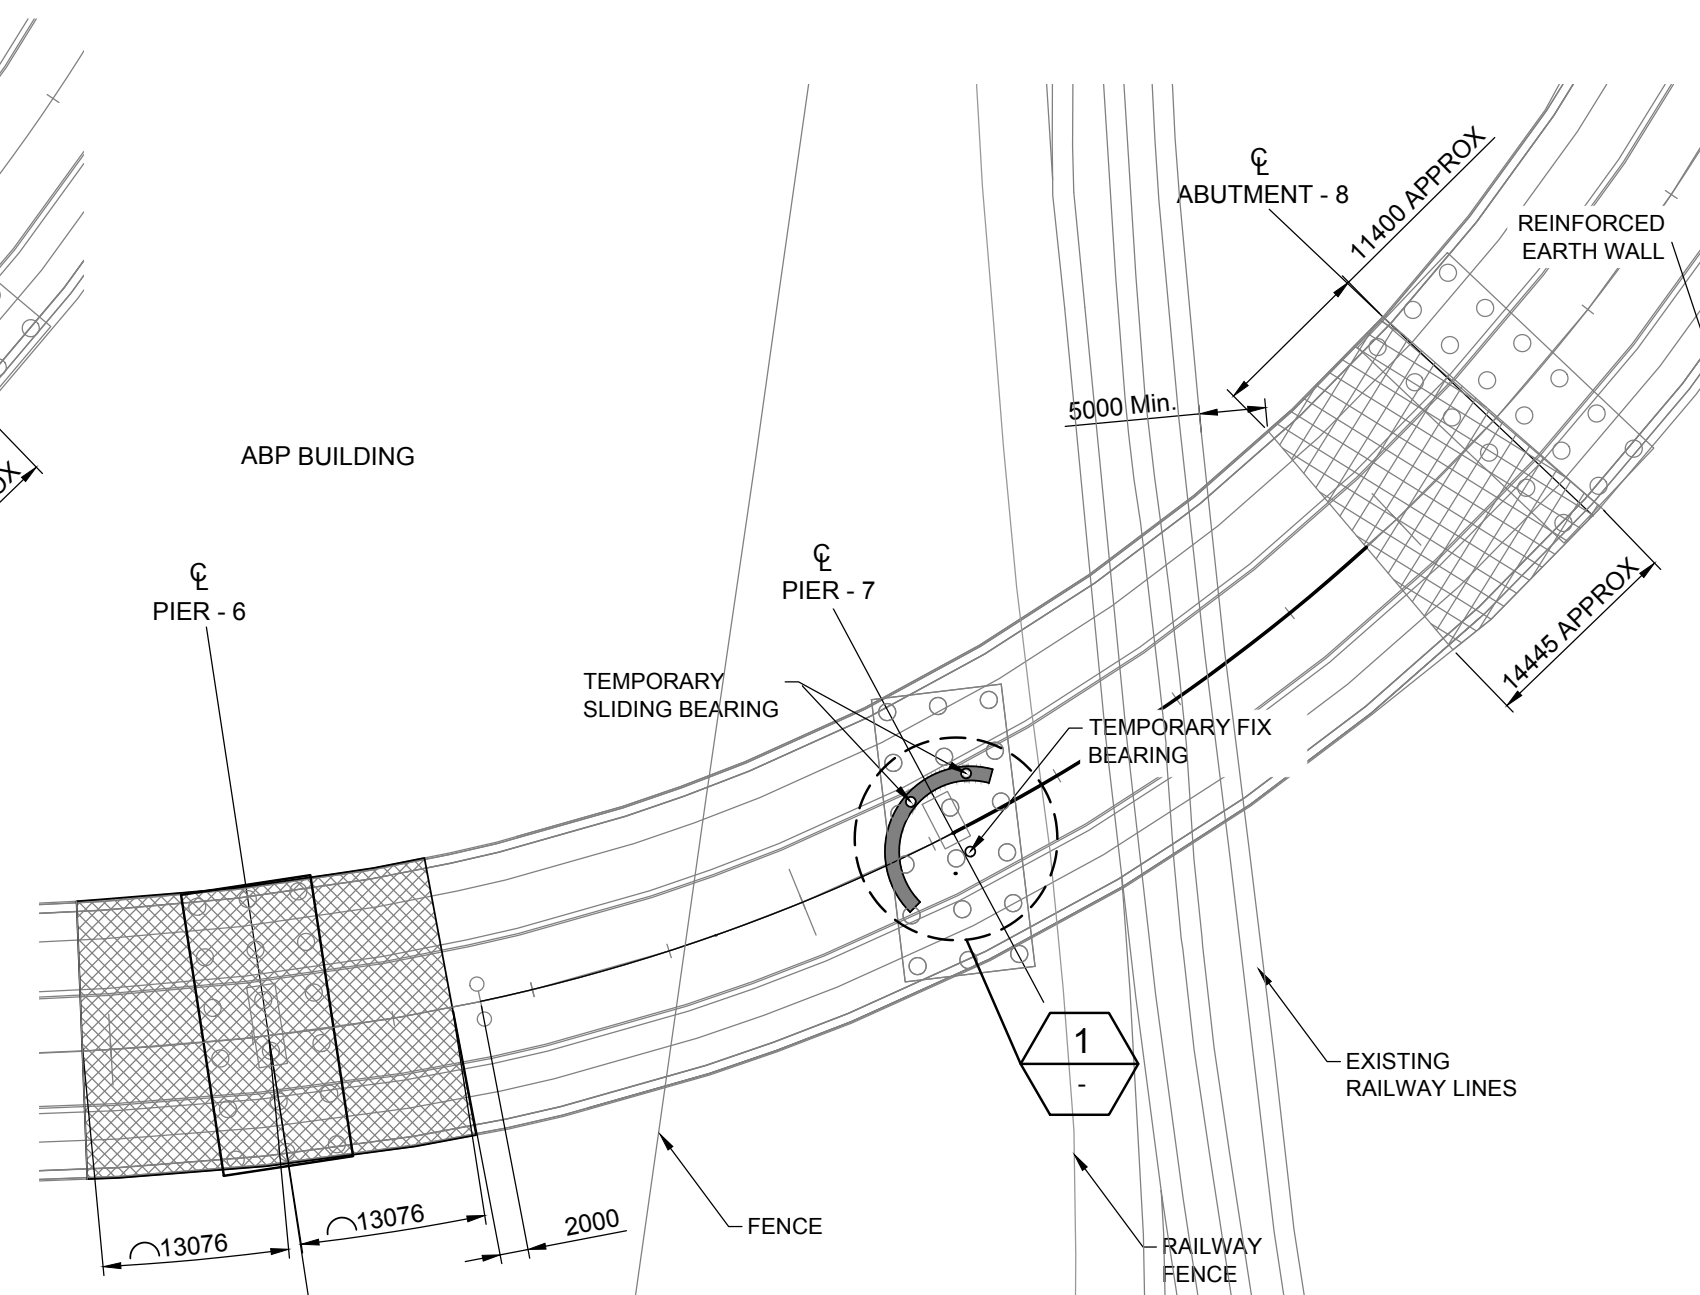 ℄
ABUTMENT - 8
11400 APPROX
REINFORCED
EARTH WALL
5000 Min.
ABP BUILDING
℄
PIER - 6
℄
PIER - 7
TEMPORARY
SLIDING BEARING
TEMPORARY FIX
BEARING
14445 APPROX
1
-
EXISTING
RAILWAY LINES
13076
13076
2000
FENCE
RAILWAY
FENCE